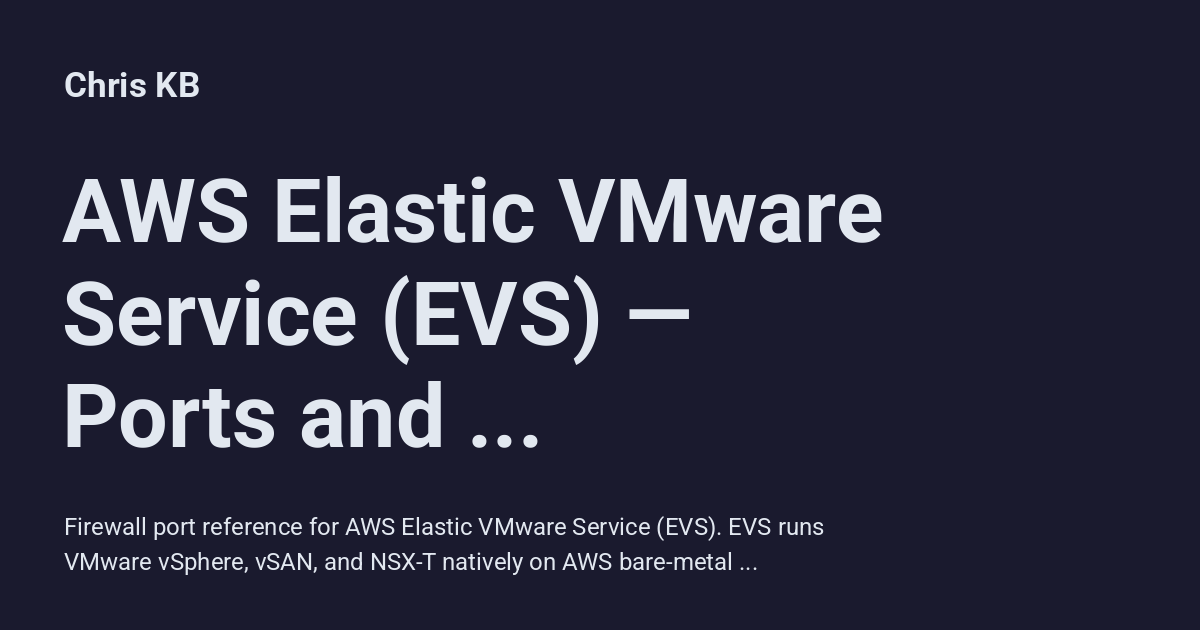 Chris KB
AWS Elastic VMware
Service (EVS) —
Ports and ...
Firewall port reference for AWS Elastic VMware Service (EVS). EVS runs
VMware vSphere, vSAN, and NSX-T natively on AWS bare-metal ...